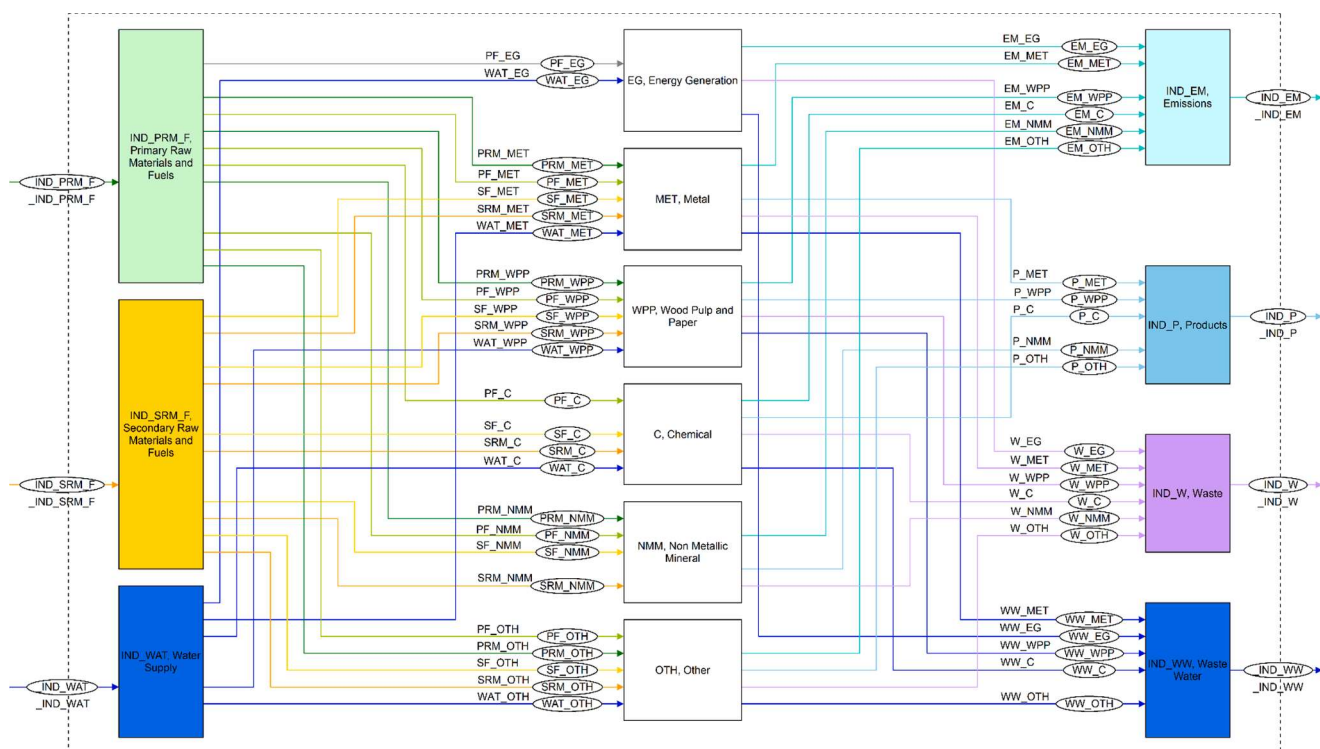 IND_PRM_F,
Primary Raw
Materials and
Fuels
IND_PRM_F
_IND_PRM_F
IND_SRM_F,
Secondary Raw
Materials and
Fuels
IND_SRM_F
_IND_SRM_F
IND_WAT, Water
Supply
IND_WAT
_IND_WAT
PF_EG
PF_EG
WAT_EG
WAT_EG
EG, Energy Generation
PRM_MET
PRM_MET
PF_MET
PF_MET
SF_MET
SF_MET
SRM_MET
SRM_MET
WAT_MET
WAT_MET
MET, Metal
PRM_WPP
PRM_WPP
PF_WPP
PF_WPP
SF_WPP
SF_WPP
SRM_WPP
SRM_WPP
WAT_WPP
WAT_WPP
WPP, Wood Pulp and
Paper
PF_C
PF_C
SF_C
SF_C
SRM_C
SRM_C
WAT_C
WAT_C
C, Chemical
PRM_NMM
PRM_NMM
PF_NMM
PF_NMM
SF_NMM
SF_NMM
SRM_NMM
SRM_NMM
NMM, Non Metallic
Mineral
PF_OTH
PF_OTH
PRM_OTH
PRM_OTH
SF_OTH
SF_OTH
SRM_OTH
SRM_OTH
WAT_OTH
WAT_OTH
OTH, Other
EM_EG
EM_EG
EM_MET
EM_MET
EM_WPP
EM_WPP
EM_C
EM_C
EM_NMM
EM_NMM
EM_OTH
EM_OTH
IND_EM,
Emissions
IND_EM
_IND_EM
P_MET
P_MET
P_WPP
P_WPP
P_C
P_C
P_NMM
P_NMM
P_OTH
P_OTH
IND_P, Products
IND_P
_IND_P
W_EG
W_EG
W_MET
W_MET
W_WPP
W_WPP
W_C
W_C
W_NMM
W_NMM
W_OTH
W_OTH
IND_W, Waste
IND_W
_IND_W
WW_MET
WW_MET
WW_EG
WW_EG
WW_WPP
WW_WPP
WW_C
WW_C
WW_OTH
WW_OTH
IND_WW, Waste
Water
IND_WW
_IND_WW